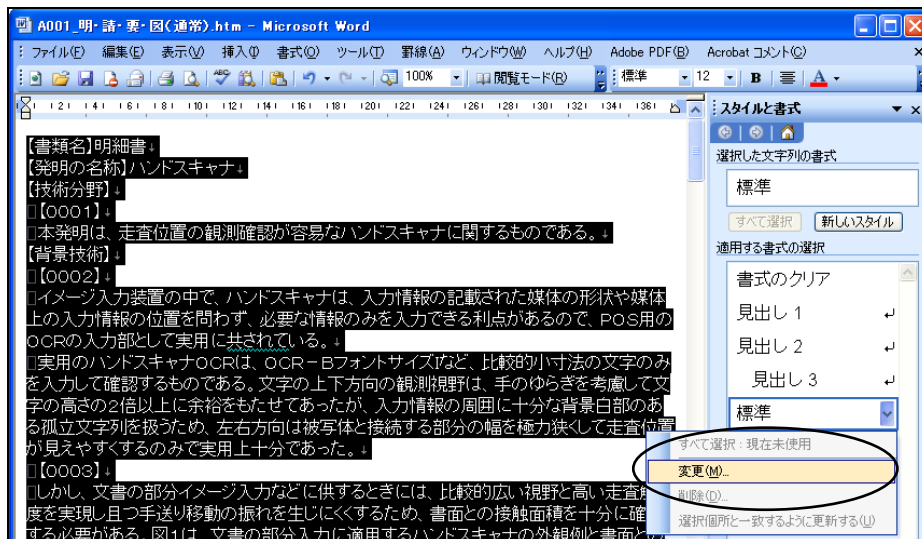 A001_明・請・要・図(通常).htm - Microsoft Word
ファイル(F) 編集(E) 表示(V) 挿入(I) 書式(O) ツール(T) 罫線(A) ウィンドウ(W) ヘルプ(H) Adobe PDF(B) Acrobat コメント(C)
100% 閲覧モード(R) 標準 12 B A
2 4 6 8 10 12 14 16 18 20 22 24 26 28 30 32 34 36
【書類名】明細書↓
【発明の名称】ハンドスキャナ↓
【技術分野】↓
□【0001】↓
□本発明は、走査位置の観測確認が容易なハンドスキャナに関するものである。↓
【背景技術】↓
□【0002】↓
□イメージ入力装置の中で、ハンドスキャナは、入力情報の記載された媒体の形状や媒体
上の入力情報の位置を問わず、必要な情報のみを入力できる利点があるので、POS用の
OCRの入力部として実用に共されている。↓
□実用のハンドスキャナOCRは、OCR-Bフォントサイズなど、比較的小寸法の文字のみ
を入力して確認するものである。文字の上下方向の観測視野は、手のゆらぎを考慮して文
字の高さの2倍以上に余裕をもたせてあったが、入力情報の周囲に十分な背景白部のあ
る孤立文字列を扱うため、左右方向は被写体と接続する部分の幅を極力狭くして走査位置
が見えやすくするのみで実用上十分であった。↓
□【0003】↓
□しかし、文書の部分イメージ入力などに供するときには、比較的広い視野と高い走査
度を実現し且つ手送り移動の振れを生じにくくするため、書面との接触面積を十分に確
する必要がある。図1は、文書の部分入力に適用するハンドスキャナの外観例と書面との
スタイルと書式
選択した文字列の書式
標準
すべて選択 新しいスタイル
適用する書式の選択
書式のクリア
見出し 1
見出し 2
見出し 3
標準
すべて選択 : 現在未使用
変更(M)...
削除(D)...
選択個所と一致するように更新する(U)